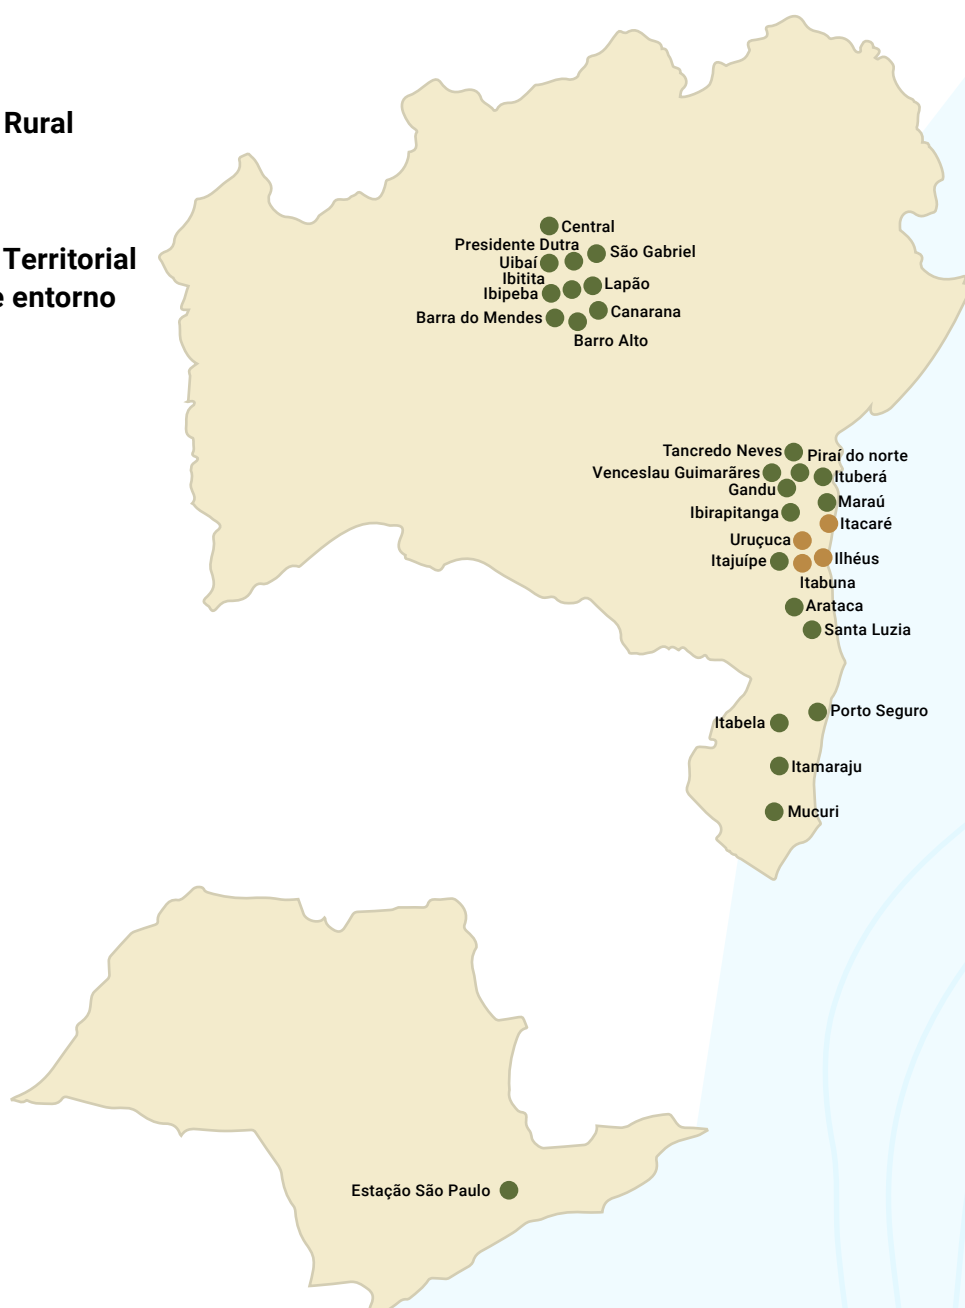 Rural
Territorial
e entorno
Central
Presidente Dutra
São Gabriel
Uibaí
Ibitita
Lapão
Ibipeba
Canarana
Barra do Mendes
Barro Alto
Tancredo Neves
Piraí do norte
Venceslau Guimarãres
Ituberá
Gandu
Maraú
Ibirapitanga
Itacaré
Uruçuca
Ilhéus
Itajuípe
Itabuna
Arataca
Santa Luzia
Porto Seguro
Itabela
Itamaraju
Mucuri
Estação São Paulo